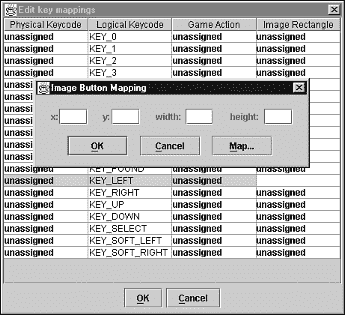 Edit key mappings
Physical Keycode Logical Keycode Game Action Image Rectangle
unassigned KEY_0 unassigned unassigned
unassigned KEY_1 unassigned unassigned
unassigned KEY_2 unassigned unassigned
unassigned KEY_3 unassigned unassigned
Image Button Mapping
x: y: width: height:
OK Cancel Map...
unassigned KEY_POUND unassigned unassigned
unassigned KEY_LEFT unassigned
unassigned KEY_RIGHT unassigned unassigned
unassigned KEY_UP unassigned unassigned
unassigned KEY_DOWN unassigned unassigned
unassigned KEY_SELECT unassigned unassigned
unassigned KEY_SOFT_LEFT unassigned unassigned
unassigned KEY_SOFT_RIGHT unassigned unassigned
OK Cancel